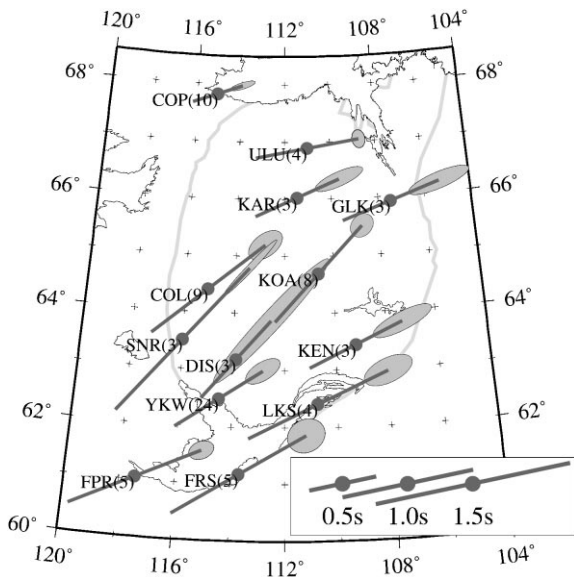 120° 116° 112° 108° 104°
68° 68°
COP(10)
ULU(4)
66° 66°
KAR(3) GLK(3)
KOA(8)
COL(9)
64° 64°
SNR(3) KEN(3)
DIS(3)
YKW(24) LKS(4)
62° 62°
FPR(5) FRS(5)
0.5s 1.0s 1.5s
60° 60°
120° 116° 112° 108° 104°